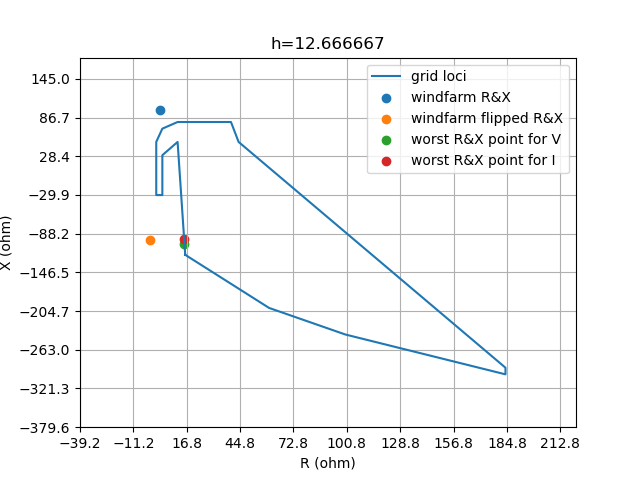 h=12.666667
grid loci
windfarm R&X
windfarm flipped R&X
worst R&X point for V
worst R&X point for I
145.0
86.7
28.4
−29.9
−88.2
−146.5
−204.7
−263.0
−321.3
−379.6
X (ohm)
−39.2 −11.2 16.8 44.8 72.8 100.8 128.8 156.8 184.8 212.8
R (ohm)